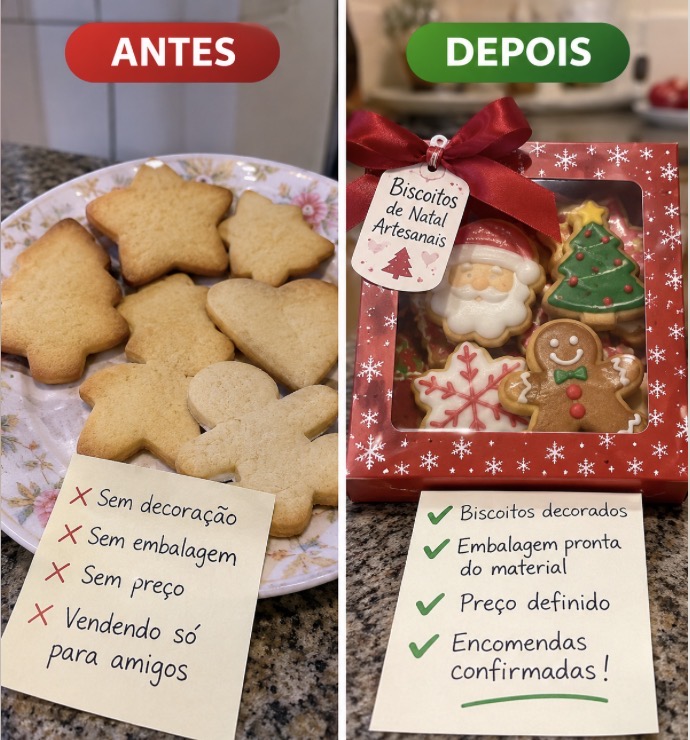 ANTES
✗ Sem decoração
✗ Sem embalagem
✗ Sem preço
✗ Vendendo só
para amigos
DEPOIS
Biscoitos
de Natal
Artesanais
✓ Biscoitos decorados
✓ Embalagem pronta
do material
✓ Preço definido
✓ Encomendas
confirmadas!